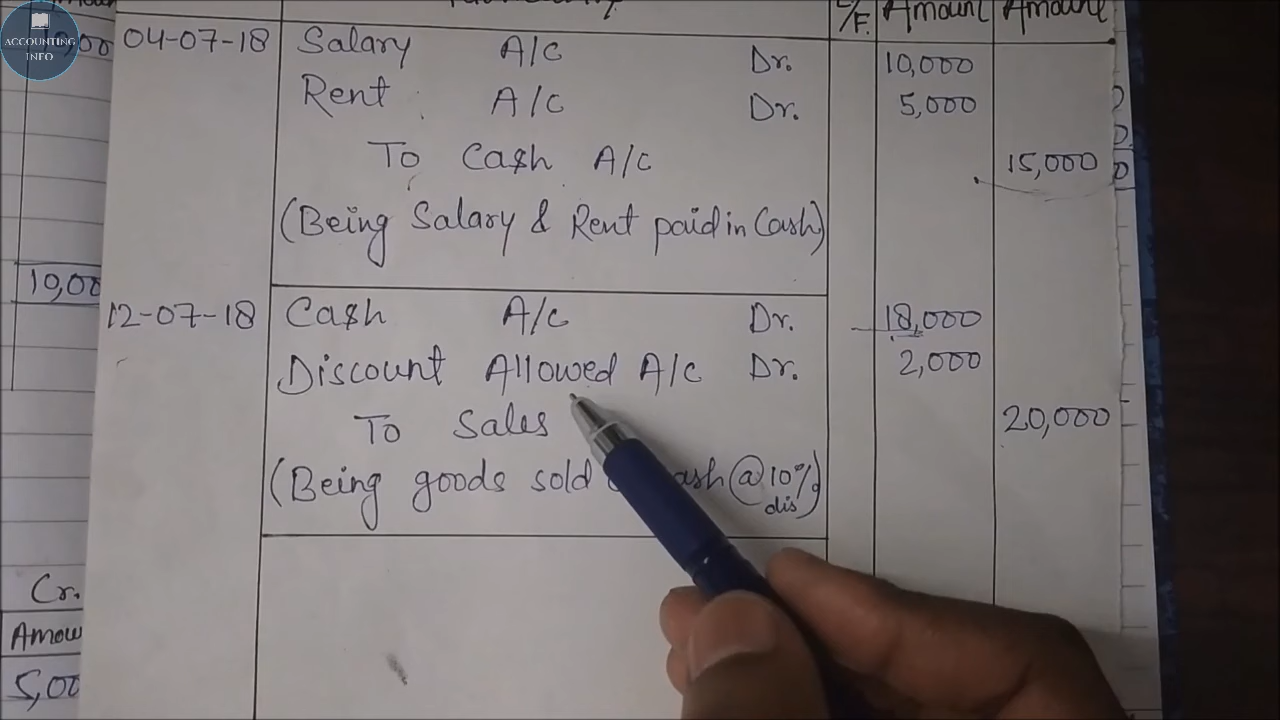 ACCOUNTING
INFO
L/F. Amount Amount
04-07-18 Salary A/C Dr. 10,000
Rent A/C Dr. 5,000
To Cash A/C 15,000
(Being Salary & Rent paid in Cash)
12-07-18 Cash A/C Dr. 18,000
Discount Allowed A/C Dr. 2,000
To Sales 20,000
(Being goods sold @ 10%
dis)
10,00
Cr.
Amou
5,00